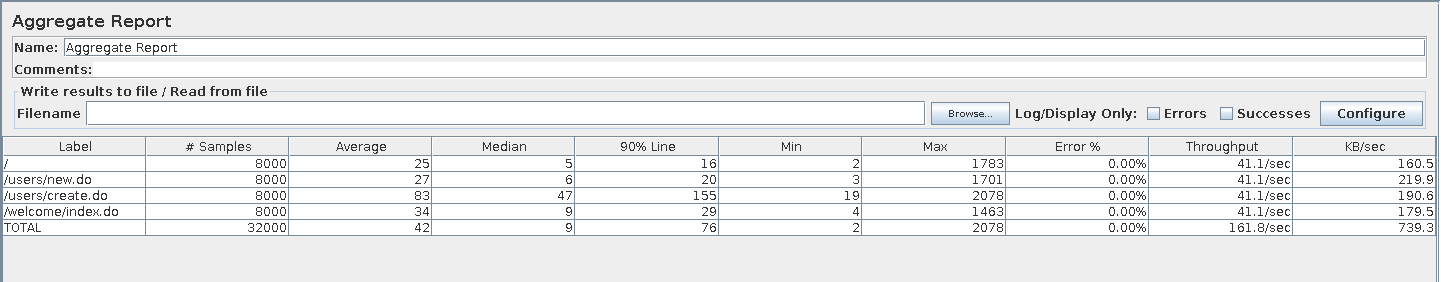 Aggregate Report
Name: Aggregate Report
Comments:
Write results to file / Read from file
Filename Browse... Log/Display Only: Errors Successes Configure
Label # Samples Average Median 90% Line Min Max Error % Throughput KB/sec
/ 8000 25 5 16 2 1783 0.00% 41.1/sec 160.5
/users/new.do 8000 27 6 20 3 1701 0.00% 41.1/sec 219.9
/users/create.do 8000 83 47 155 19 2078 0.00% 41.1/sec 190.6
/welcome/index.do 8000 34 9 29 4 1463 0.00% 41.1/sec 179.5
TOTAL 32000 42 9 76 2 2078 0.00% 161.8/sec 739.3